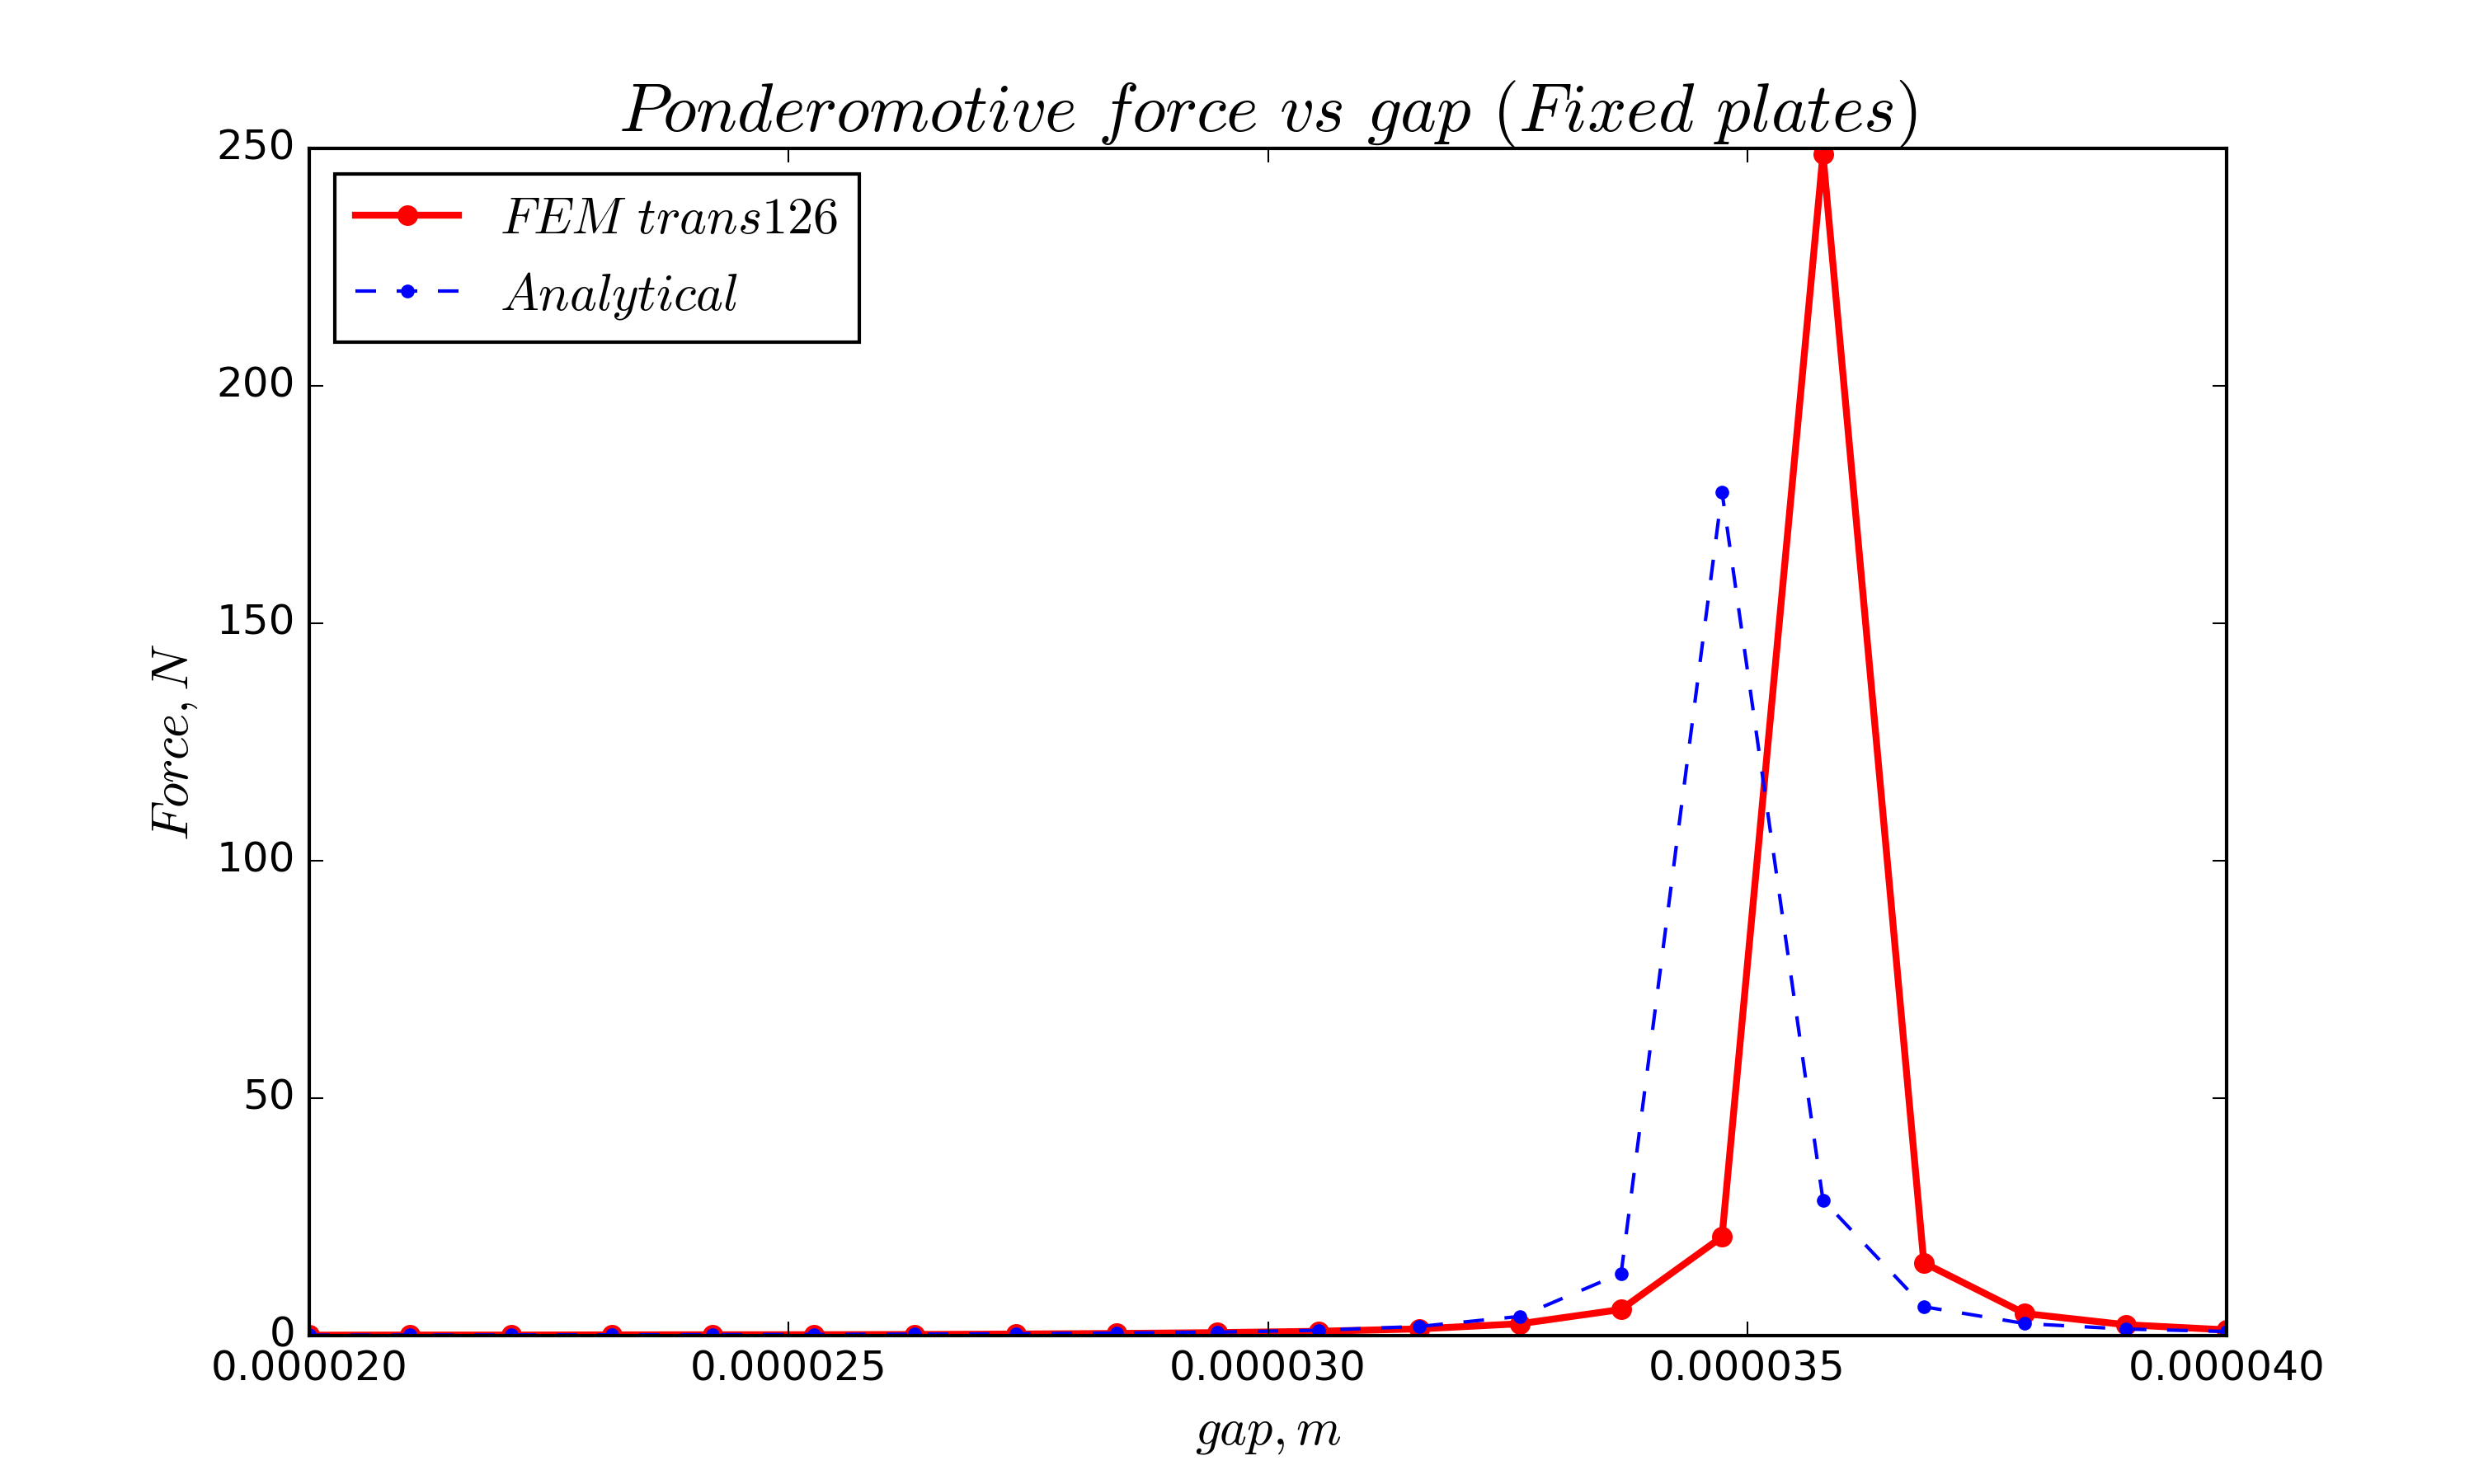 Ponderomotive force vs gap (Fixed plates)
250
200
150
100
50
0
Force, N
FEM trans126
Analytical
0.000020 0.000025 0.000030 0.000035 0.000040
gap, m